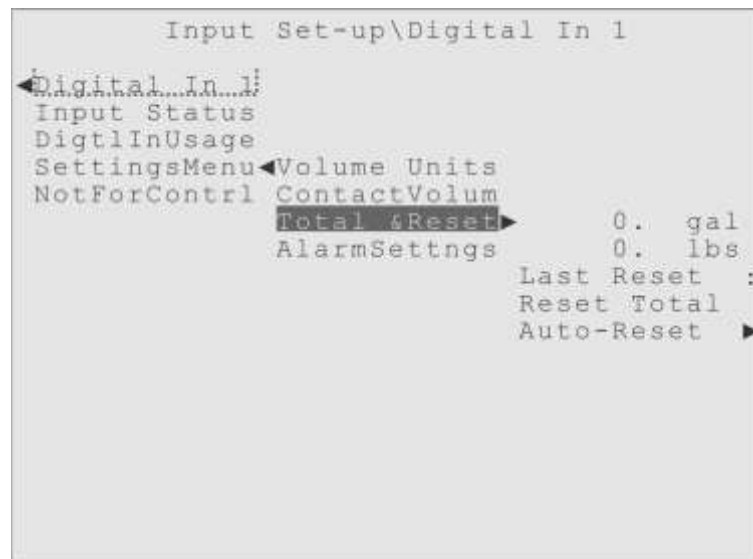 Input Set-up\Digital In 1
Digital In 1
Input Status
DigtlInUsage
SettingsMenu◀Volume Units
NotForContrl ContactVolum
Total &Reset▶ 0. gal
AlarmSettngs 0. lbs
Last Reset :
Reset Total
Auto-Reset ▶